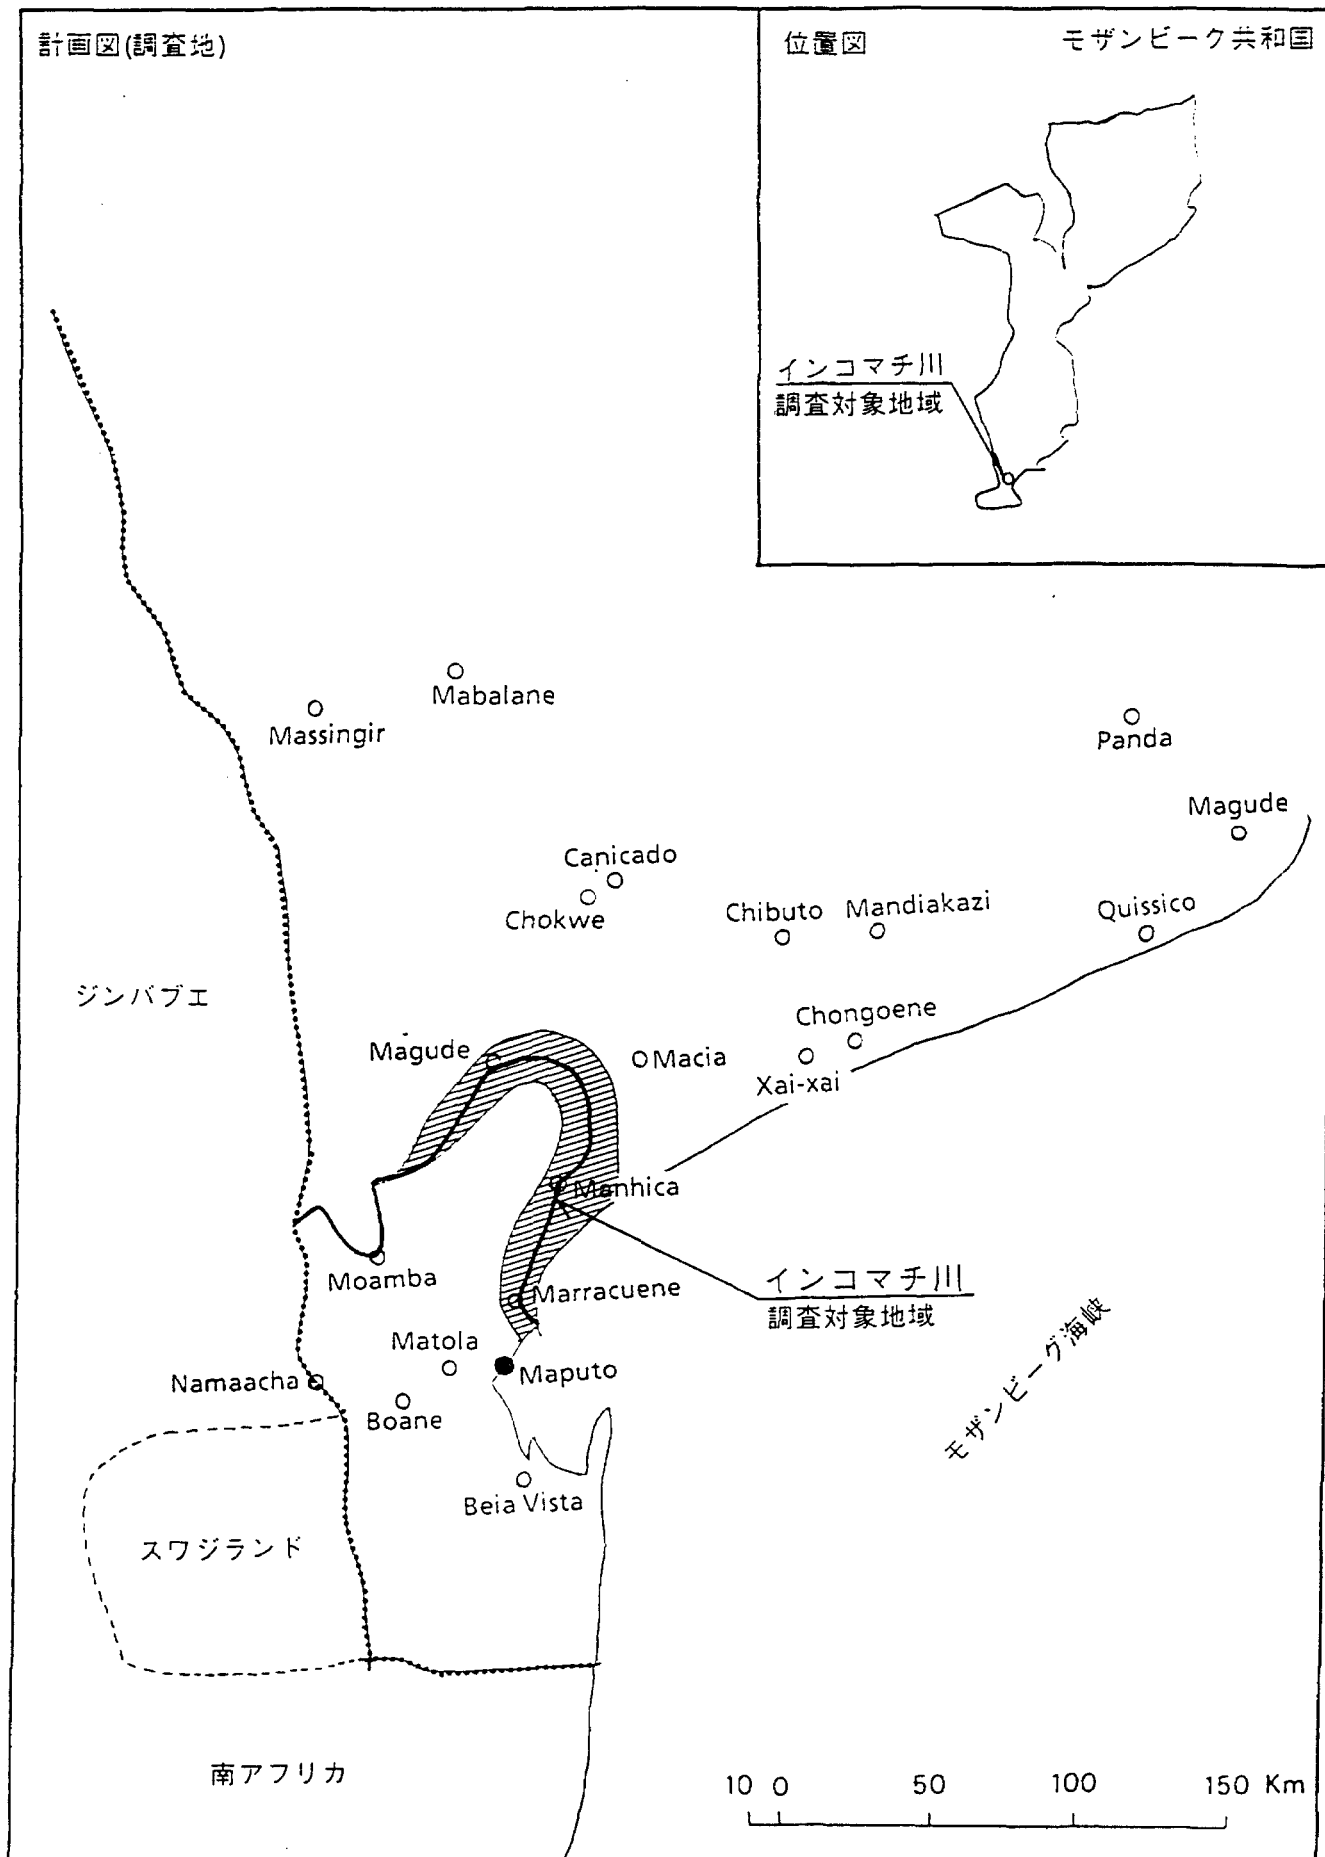 計画図(調査地)
位置図
モザンビーク共和国
インコマチ川
調査対象地域
Mabalane
Massingir
Panda
Magude
Canicado
Chokwe
Chibuto
Mandiakazi
Quissico
ジンバブエ
Chongoene
Magude
Macia
Xai-xai
Manhica
Moamba
インコマチ川
調査対象地域
Marracuene
Matola
Maputo
Namaacha
Boane
モザンビーグ海峡
Beia Vista
スワジランド
南アフリカ
10 0 50 100 150 Km